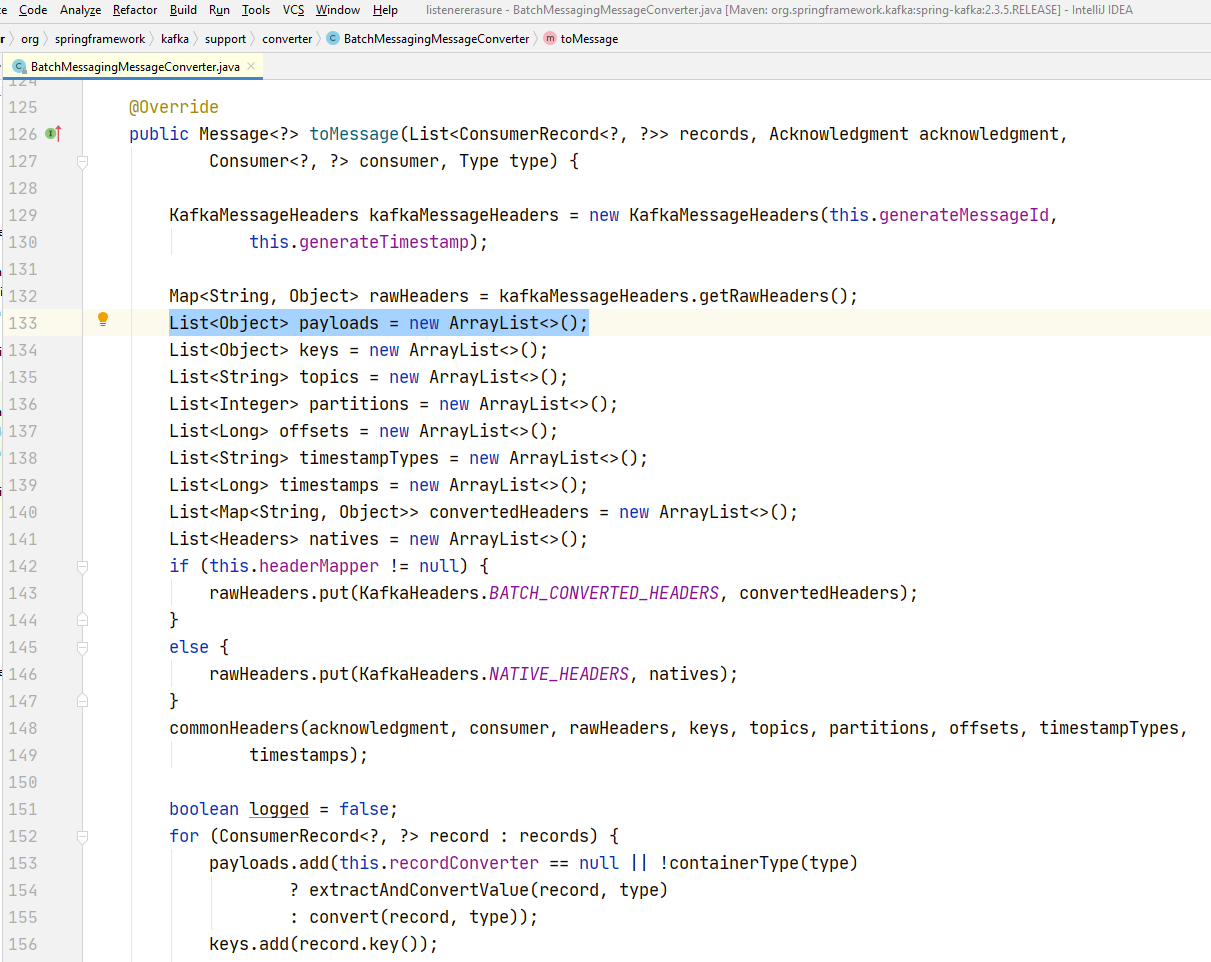 Code Analyze Refactor Build Run Tools VCS Window Help listenererasure - BatchMessagingMessageConverter.java [Maven: org.springframework.kafka:spring-kafka:2.3.5.RELEASE] - IntelliJ IDEA
org springframework kafka support converter BatchMessagingMessageConverter toMessage
BatchMessagingMessageConverter.java
124
125 @Override
126 public Message<?> toMessage(List<ConsumerRecord<?, ?>> records, Acknowledgment acknowledgment,
127 Consumer<?, ?> consumer, Type type) {
128
129 KafkaMessageHeaders kafkaMessageHeaders = new KafkaMessageHeaders(this.generateMessageId,
130 this.generateTimestamp);
131
132 Map<String, Object> rawHeaders = kafkaMessageHeaders.getRawHeaders();
133 List<Object> payloads = new ArrayList<>();
134 List<Object> keys = new ArrayList<>();
135 List<String> topics = new ArrayList<>();
136 List<Integer> partitions = new ArrayList<>();
137 List<Long> offsets = new ArrayList<>();
138 List<String> timestampTypes = new ArrayList<>();
139 List<Long> timestamps = new ArrayList<>();
140 List<Map<String, Object>> convertedHeaders = new ArrayList<>();
141 List<Headers> natives = new ArrayList<>();
142 if (this.headerMapper != null) {
143 rawHeaders.put(KafkaHeaders.BATCH_CONVERTED_HEADERS, convertedHeaders);
144 }
145 else {
146 rawHeaders.put(KafkaHeaders.NATIVE_HEADERS, natives);
147 }
148 commonHeaders(acknowledgment, consumer, rawHeaders, keys, topics, partitions, offsets, timestampTypes,
149 timestamps);
150
151 boolean logged = false;
152 for (ConsumerRecord<?, ?> record : records) {
153 payloads.add(this.recordConverter == null || !containerType(type)
154 ? extractAndConvertValue(record, type)
155 : convert(record, type));
156 keys.add(record.key());